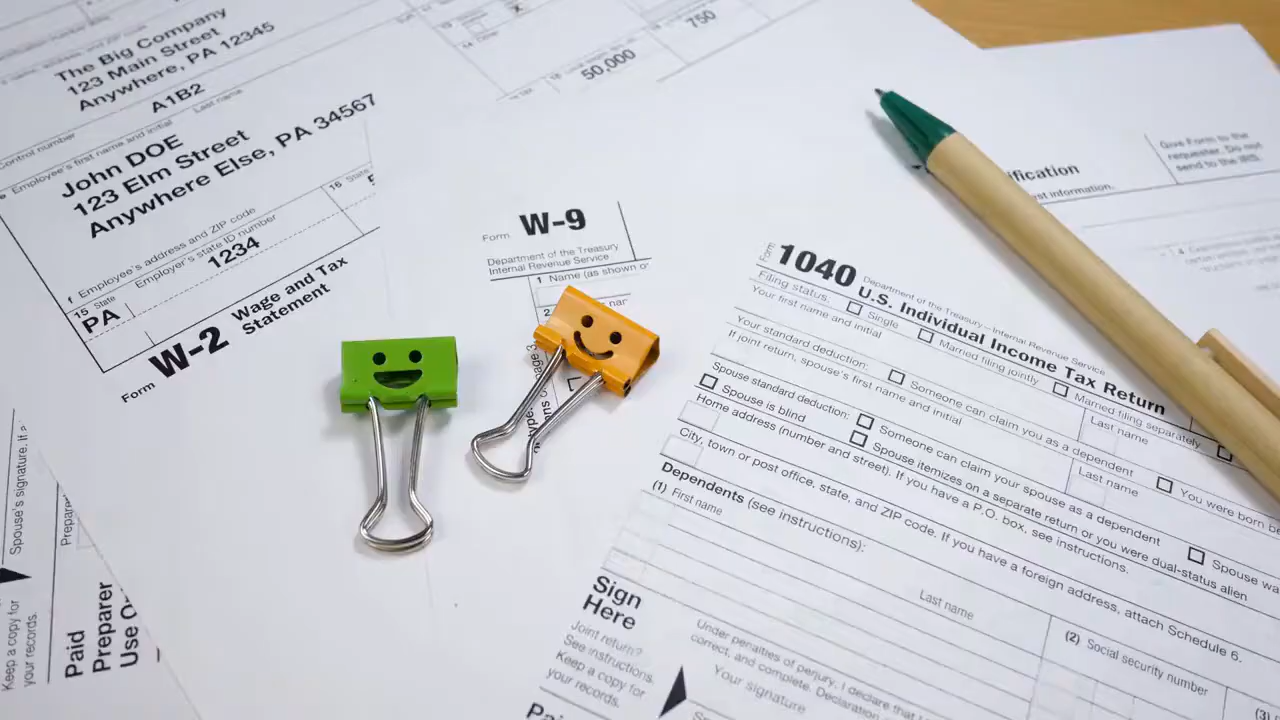 The Big Company
123 Main Street
Anywhere, PA 12345
A1B2
50,000
750
Control number
e Employee's first name and initial
Last name
John DOE
123 Elm Street
Anywhere Else, PA 34567
f Employee's address and ZIP code
15 State
Employer's state ID number
16
PA
1234
Form W-2 Wage and Tax
Statement
Form W-9
Department of the Treasury
Internal Revenue Service
1 Name (as shown o
2
ification
st information.
Give Form to the
requester. Do not
send to the IRS.
Form 1040 Department of the Treasury—Internal Revenue Service
U.S. Individual Income Tax Return
Filing status: Single Married filing jointly Married filing separately
Your first name and initial
Last name
Your standard deduction: Someone can claim you as a dependent You were born be
If joint return, spouse's first name and initial
Last name
Spouse standard deduction: Someone can claim your spouse as a dependent Spouse wa
Spouse is blind Spouse itemizes on a separate return or you were dual-status alien
Home address (number and street). If you have a P.O. box, see instructions.
City, town or post office, state, and ZIP code. If you have a foreign address, attach Schedule 6.
Dependents (see instructions):
(1) First name
Last name
(2) Social security number
(3)
Sign
Here
Joint return?
See instructions.
Keep a copy for
your records.
Under penalties of perjury, I declare that I
correct, and complete. Declaration
Your signature
Spouse's signature. If
Keep a copy for
your records.
Paid
Preparer
Use O